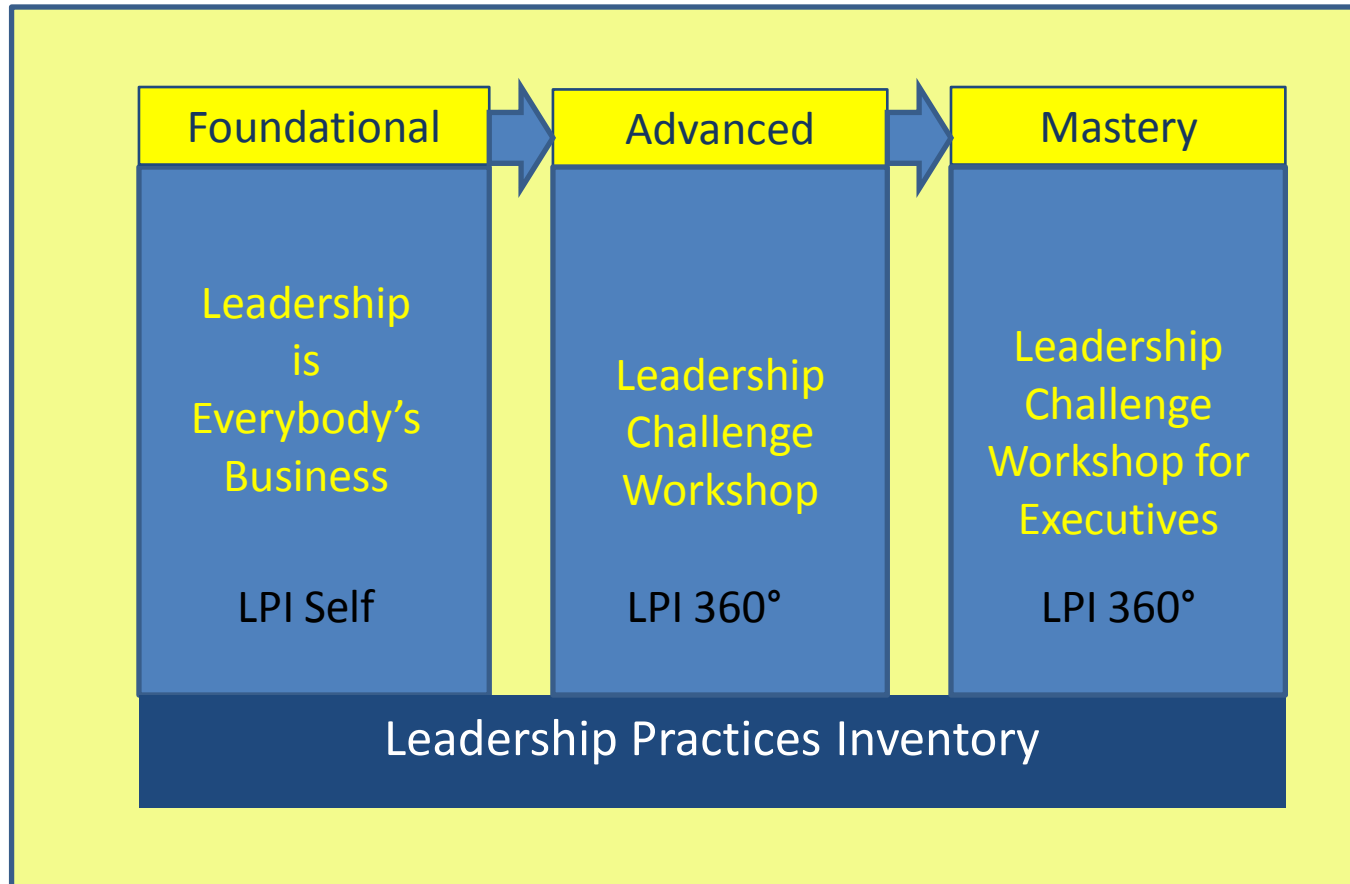 Foundational
Advanced
Mastery
Leadership
is
Everybody’s
Business
LPI Self
Leadership
Challenge
Workshop
LPI 360°
Leadership
Challenge
Workshop for
Executives
LPI 360°
Leadership Practices Inventory